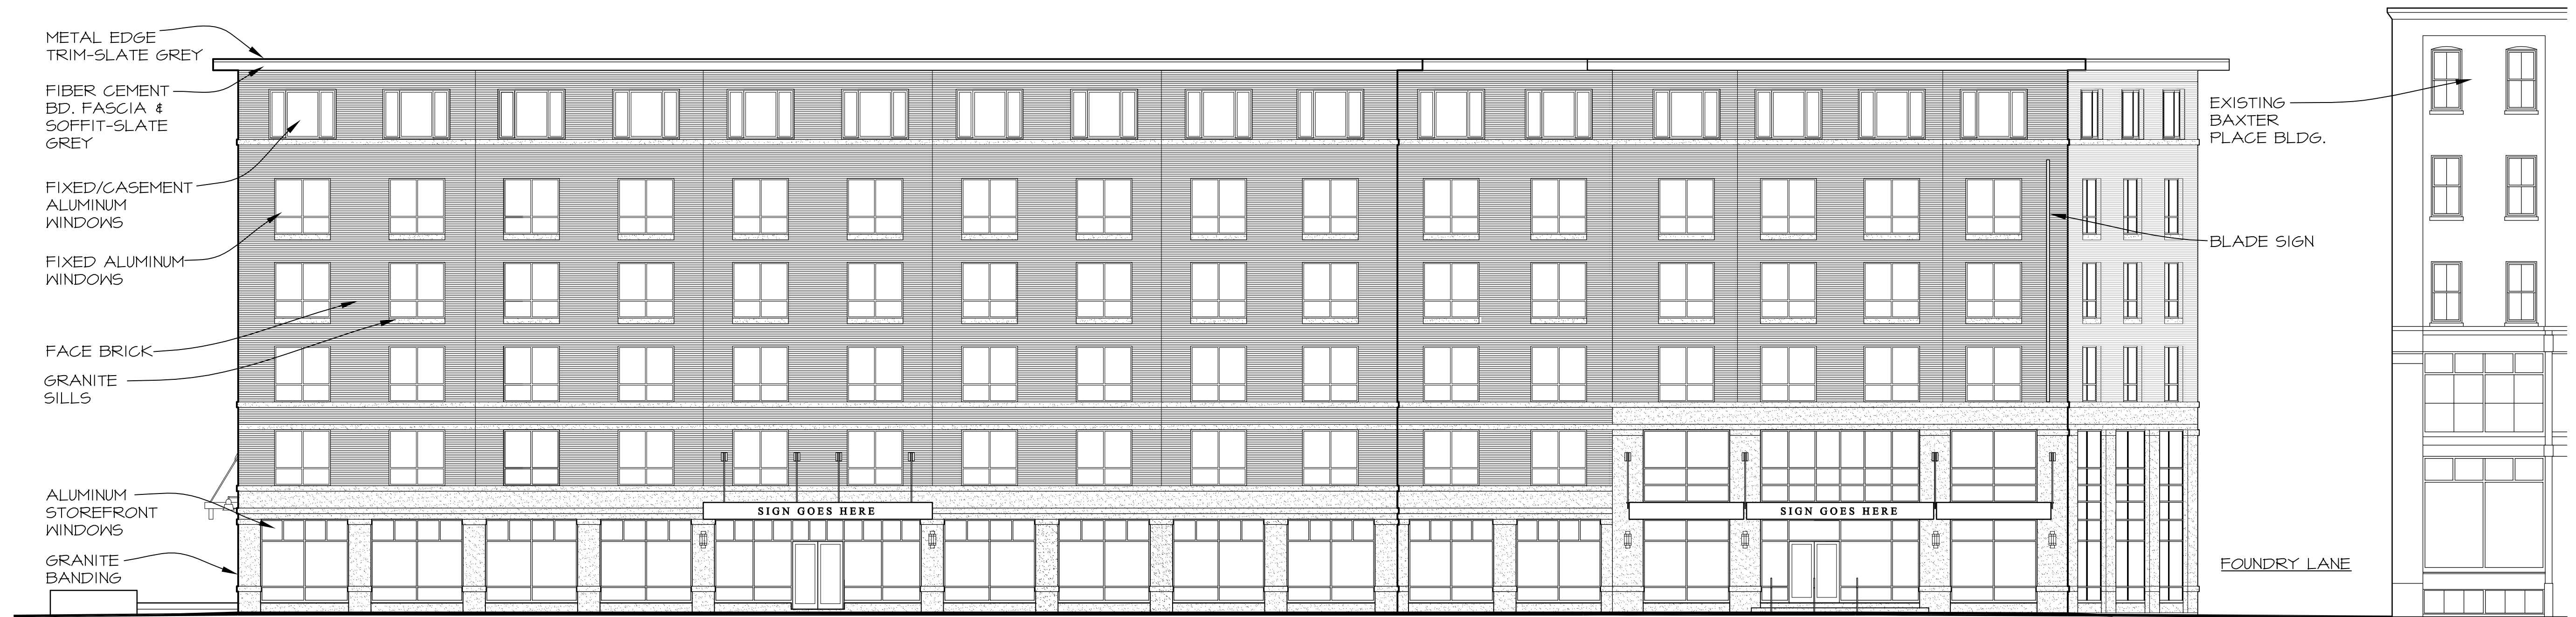 METAL EDGE
TRIM-SLATE GREY
FIBER CEMENT
BD. FASCIA &
SOFFIT-SLATE
GREY
FIXED/CASEMENT
ALUMINUM
WINDOWS
FIXED ALUMINUM
WINDOWS
FACE BRICK
GRANITE
SILLS
ALUMINUM
STOREFRONT
WINDOWS
GRANITE
BANDING
SIGN GOES HERE
SIGN GOES HERE
EXISTING
BAXTER
PLACE BLDG.
BLADE SIGN
FOUNDRY LANE